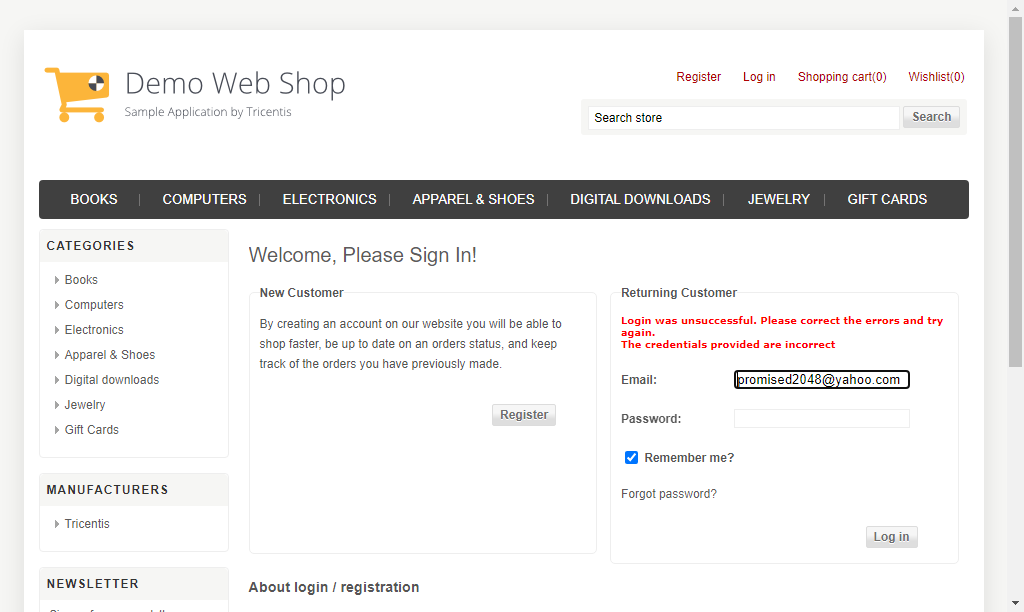 Demo Web Shop
Sample Application by Tricentis
Register Log in Shopping cart(0) Wishlist(0)
Search store Search
BOOKS COMPUTERS ELECTRONICS APPAREL & SHOES DIGITAL DOWNLOADS JEWELRY GIFT CARDS
CATEGORIES
Books
Computers
Electronics
Apparel & Shoes
Digital downloads
Jewelry
Gift Cards
MANUFACTURERS
Tricentis
NEWSLETTER
Welcome, Please Sign In!
New Customer
By creating an account on our website you will be able to
shop faster, be up to date on an orders status, and keep
track of the orders you have previously made.
Register
Returning Customer
Login was unsuccessful. Please correct the errors and try
again.
The credentials provided are incorrect
Email: promised2048@yahoo.com
Password:
Remember me?
Forgot password?
Log in
About login / registration